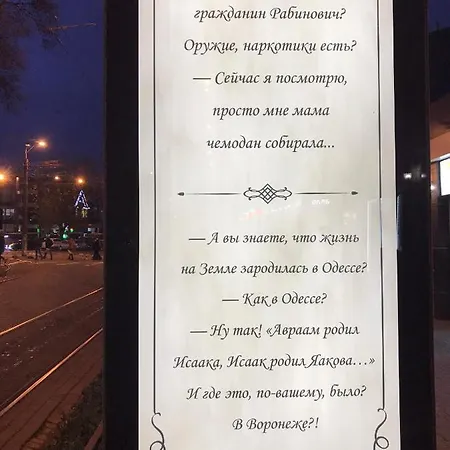 гражданин Рабинович?
Оружие, наркотики есть?
— Сейчас я посмотрю,
просто мне мама
чемодан собирала...
— А вы знаете, что жизнь
на Земле зародилась в Одессе?
— Как в Одессе?
— Ну так! «Авраам родил
Исаака, Исаак родил Яакова…»
И где это, по-вашему, было?
В Воронеже?!